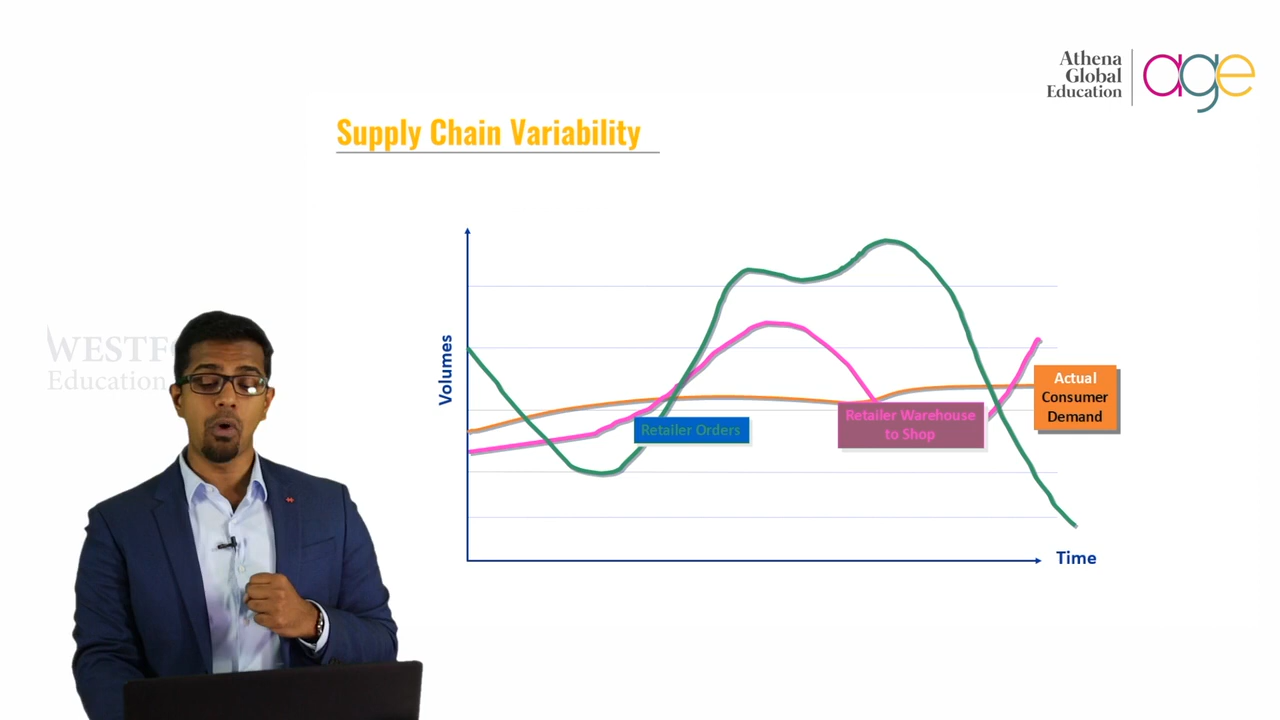 Athena
Global
Education
age
Supply Chain Variability
WESTF
Education
Volumes
Retailer Orders
Retailer Warehouse
to Shop
Actual
Consumer
Demand
Time